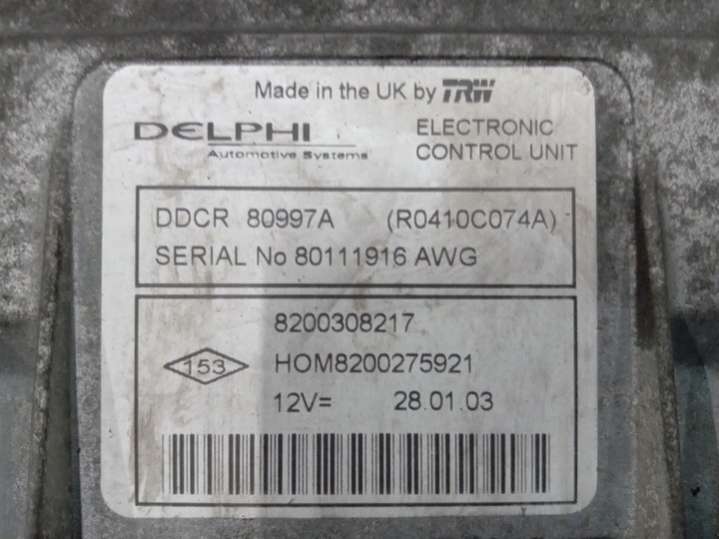 Made in the UK by TRW
DELPHI
Automotive Systems
ELECTRONIC
CONTROL UNIT
DDCR 80997A (R0410C074A)
SERIAL No 80111916 AWG
8200308217
153
HOM8200275921
12V= 28.01.03